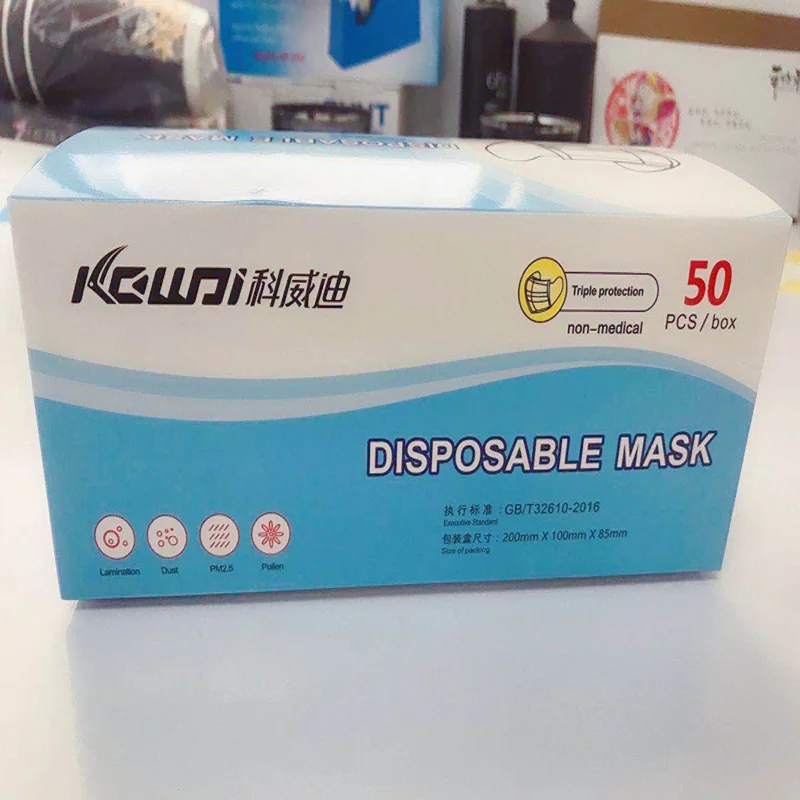 DISPOSABLE MASK
KOWDI科威迪
Triple protection
non-medical
50
PCS/box
DISPOSABLE MASK
执行标准:GB/T32610-2016
Executive Standard
包装盒尺寸:200mm X 100mm X 85mm
Size of packing
Lamination
Dust
PM2.5
Pollen